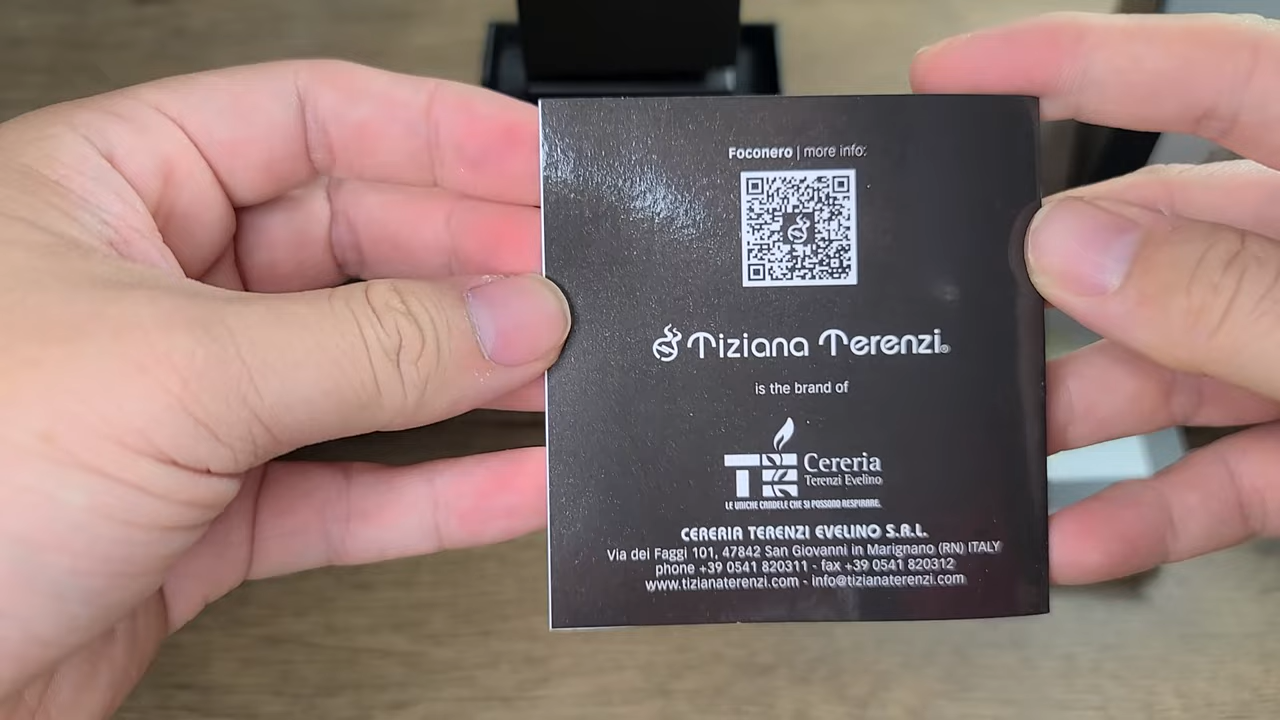 Foconero | more info:
Tiziana Terenzi®
is the brand of
TE Cereria
Terenzi Evelino
LE UNICHE CANDELE CHE SI POSSONO RESPIRARE.
CERERIA TERENZI EVELINO S.R.L.
Via dei Faggi 101, 47842 San Giovanni in Marignano (RN) ITALY
phone +39 0541 820311 - fax +39 0541 820312
www.tizianaterenzi.com - info@tizianaterenzi.com